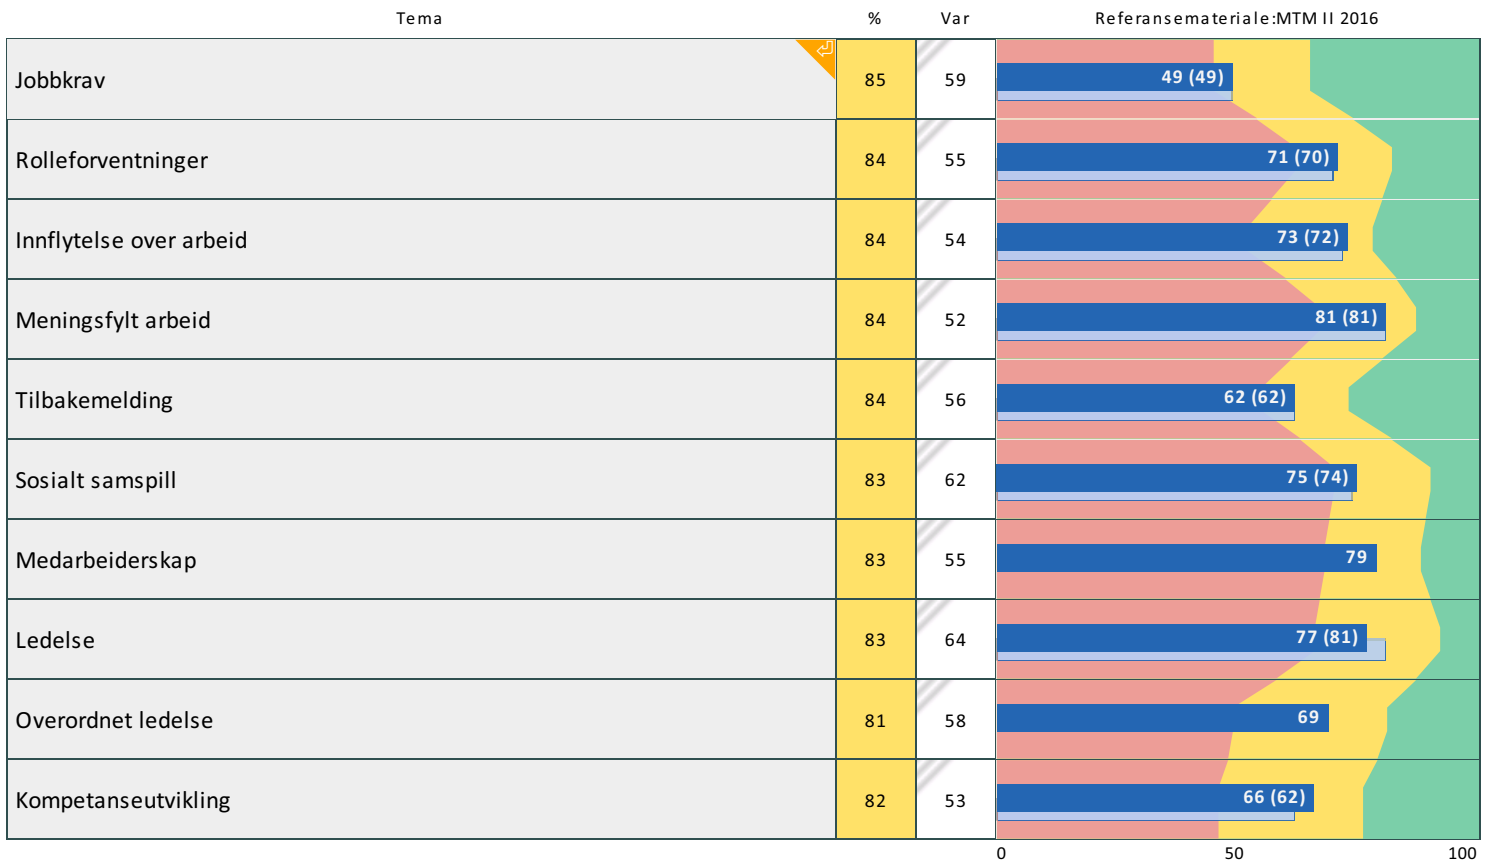 Tema % Var Referansemateriale:MTM II 2016
Jobbkrav 85 59 49 (49)
Rolleforventninger 84 55 71 (70)
Innflytelse over arbeid 84 54 73 (72)
Meningsfylt arbeid 84 52 81 (81)
Tilbakemelding 84 56 62 (62)
Sosialt samspill 83 62 75 (74)
Medarbeiderskap 83 55 79
Ledelse 83 64 77 (81)
Overordnet ledelse 81 58 69
Kompetanseutvikling 82 53 66 (62)
0 50 100